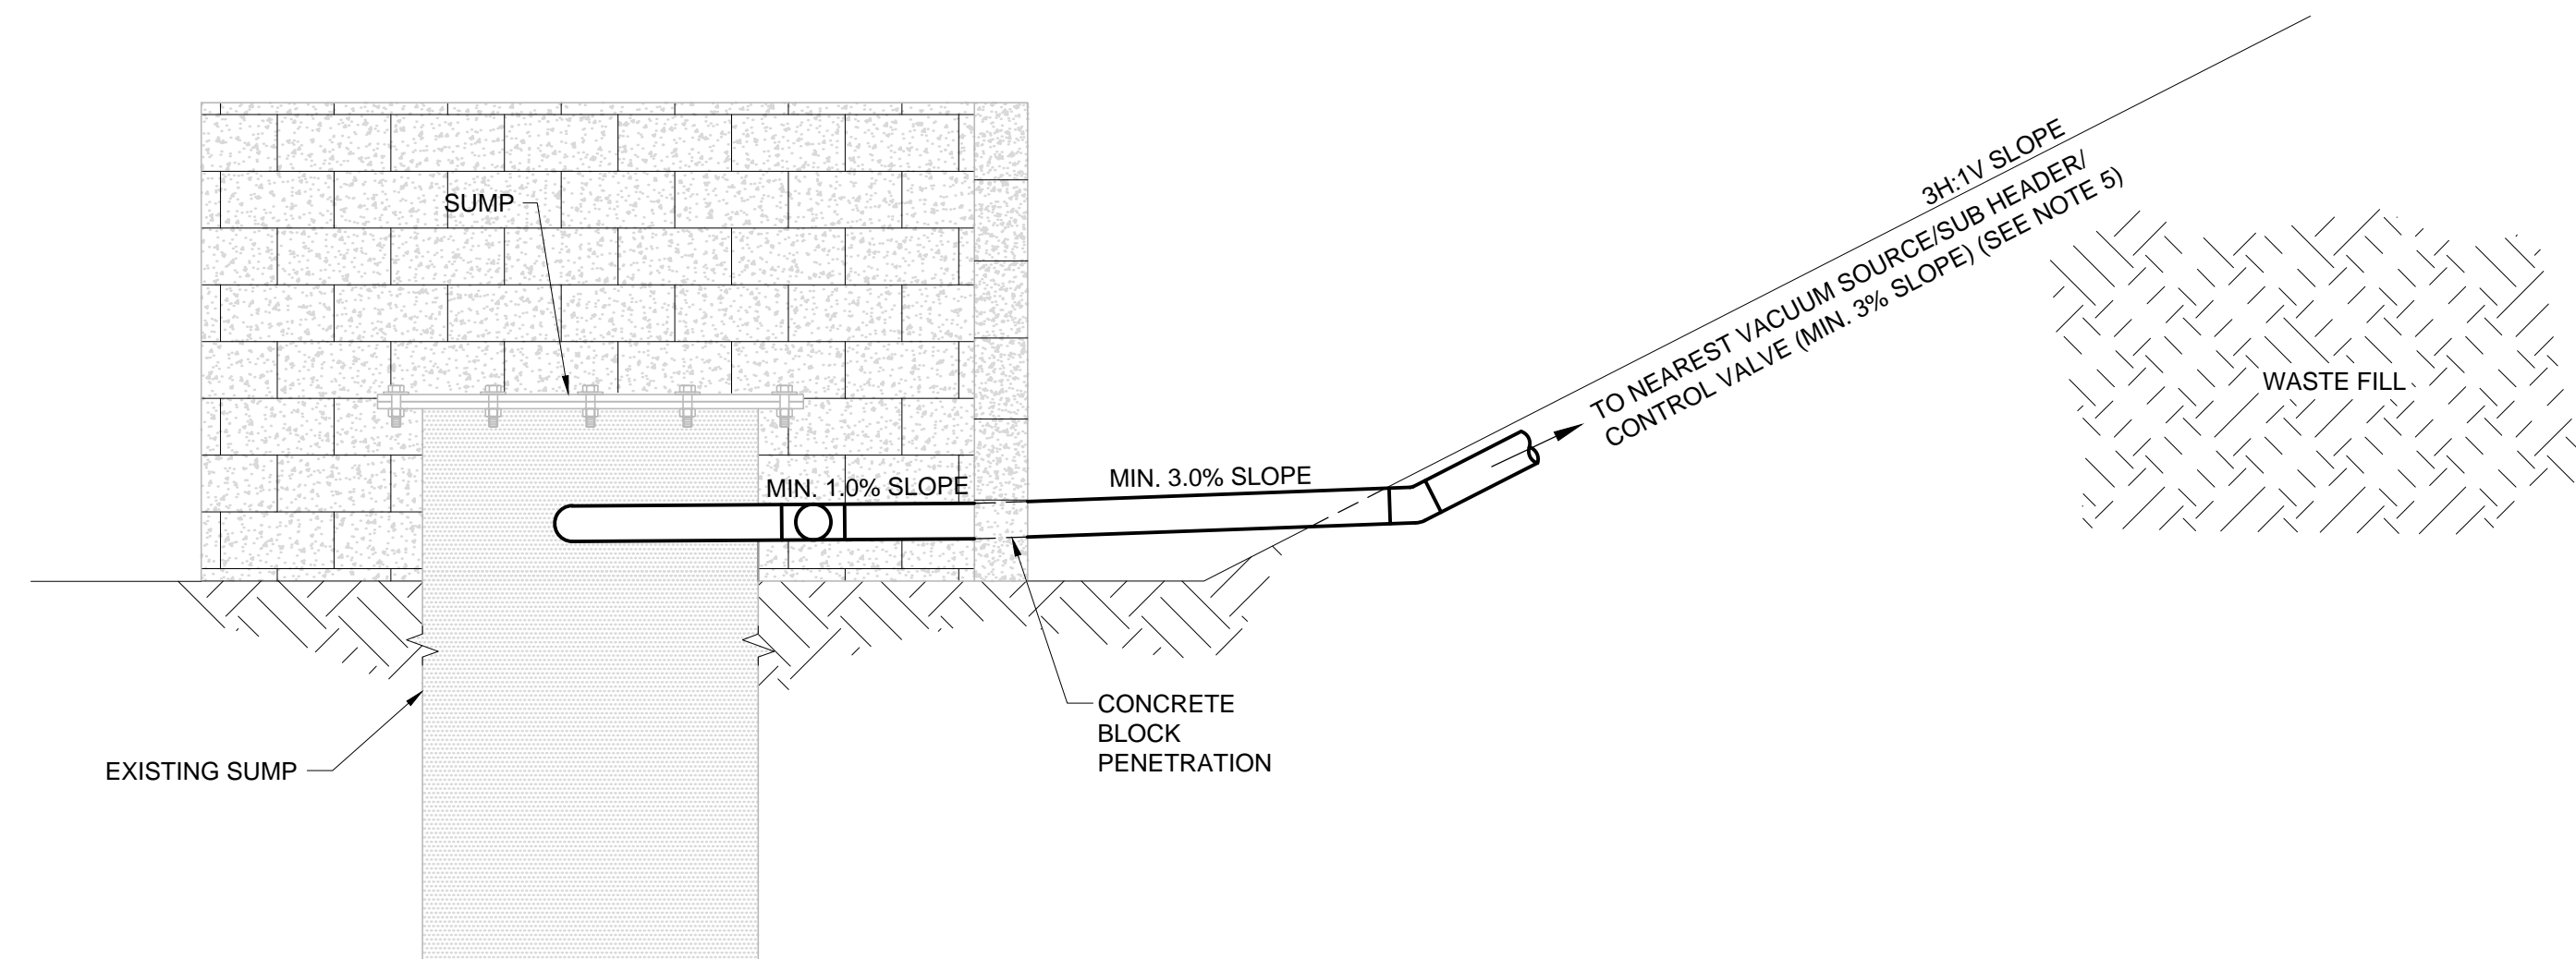 SUMP
3H:1V SLOPE
TO NEAREST VACUUM SOURCE/SUB HEADER/
CONTROL VALVE (MIN. 3% SLOPE) (SEE NOTE 5)
WASTE FILL
MIN. 1.0% SLOPE
MIN. 3.0% SLOPE
CONCRETE
BLOCK
PENETRATION
EXISTING SUMP